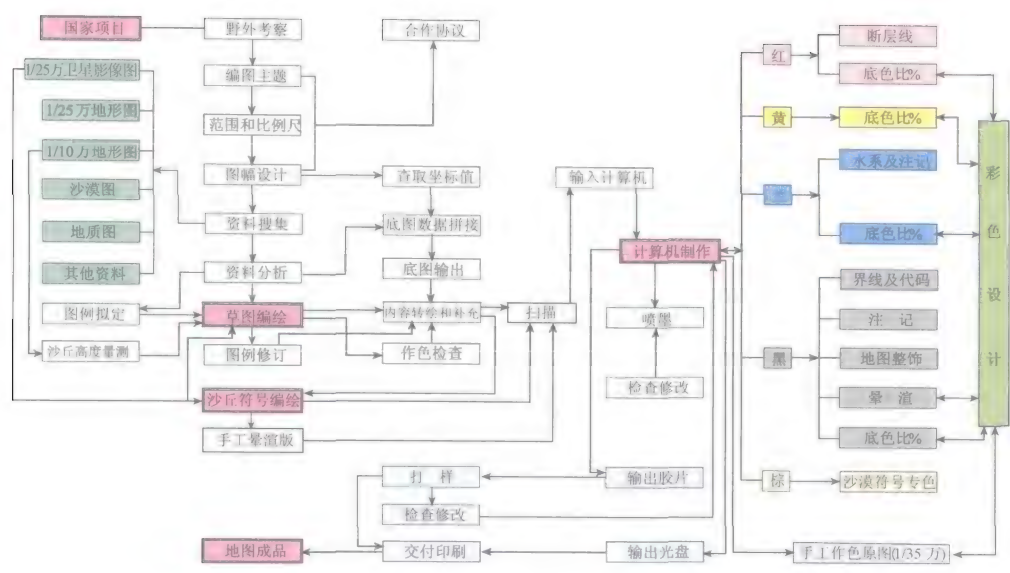 国家项目
1/25万卫星影像图
1/25万地形图
1/10万地形图
沙漠图
地质图
其他资料
图例拟定
沙丘高度量测
野外考察
编图主题
范围和比例尺
图幅设计
资料搜集
资料分析
草图编绘
图例修订
沙丘符号编绘
手工晕渲版
合作协议
查取坐标值
底图数据拼接
底图输出
内容转绘和补充
作色检查
扫描
输入计算机
计算机制作
喷墨
检查修改
打 样
检查修改
交付印刷
地图成品
输出胶片
输出光盘
红
断层线
底色比%
黄
底色比%
水系及注记
底色比%
黑
界线及代码
注 记
地图整饰
晕 渲
底色比%
棕
沙漠符号专色
手工作色原图(1/35 万)
彩色设计